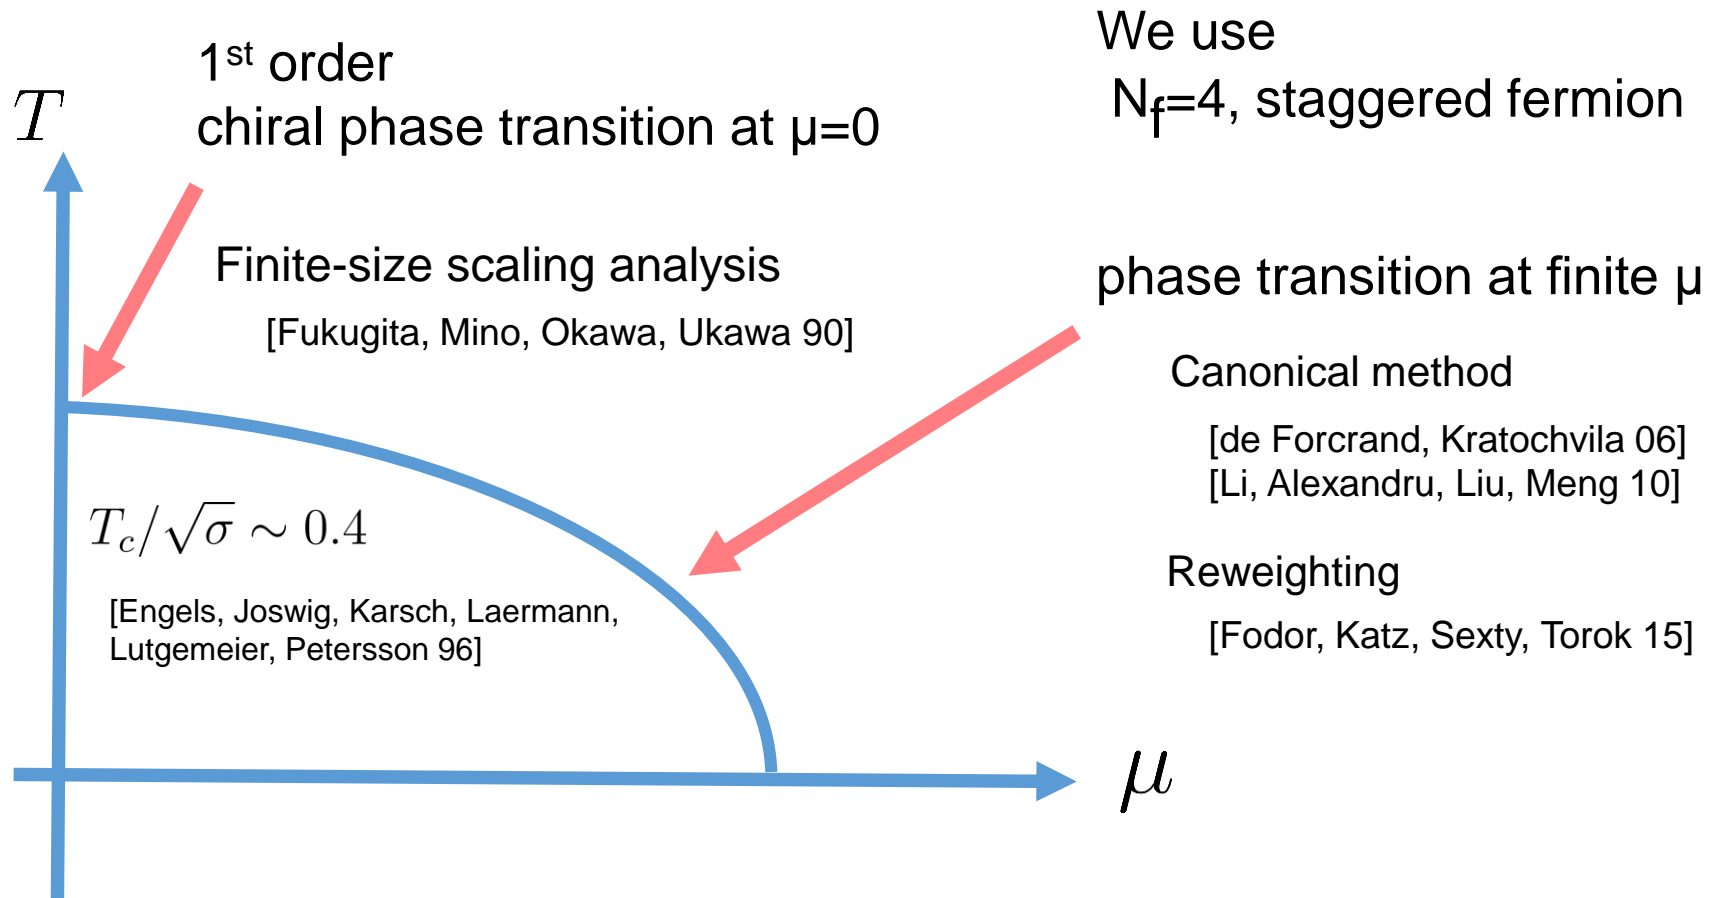 1st order
chiral phase transition at μ=0
T
Finite-size scaling analysis
[Fukugita, Mino, Okawa, Ukawa 90]
T_c/√σ ∼ 0.4
[Engels, Joswig, Karsch, Laermann,
Lutgemeier, Petersson 96]
We use
N_f=4, staggered fermion
phase transition at finite μ
Canonical method
[de Forcrand, Kratochvila 06]
[Li, Alexandru, Liu, Meng 10]
Reweighting
[Fodor, Katz, Sexty, Torok 15]
μ